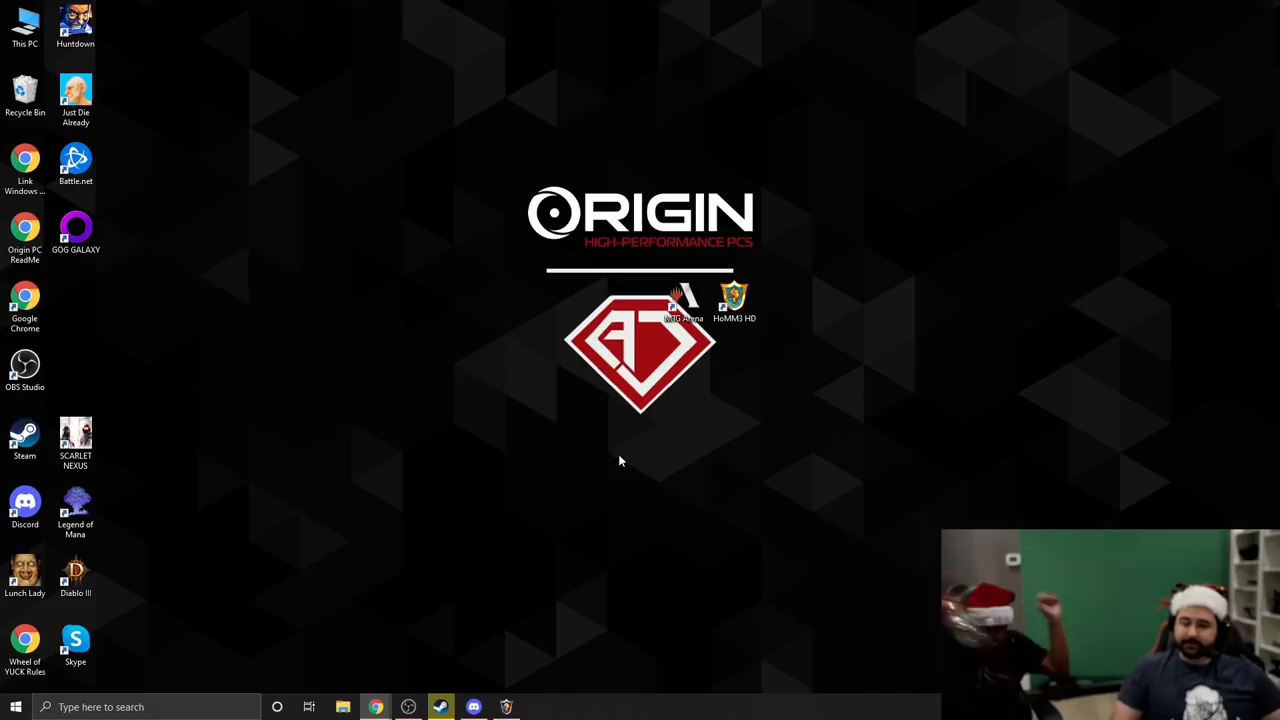 This PC
Huntdown
Recycle Bin
Just Die
Already
Link
Windows ...
Battle.net
Origin PC
ReadMe
GOG GALAXY
Google
Chrome
OBS Studio
Steam
SCARLET
NEXUS
Discord
Legend of
Mana
Lunch Lady
Diablo III
Wheel of
YUCK Rules
Skype
ORIGIN
HIGH-PERFORMANCE PCS
MTG Arena
HoMM3 HD
AJ
Type here to search